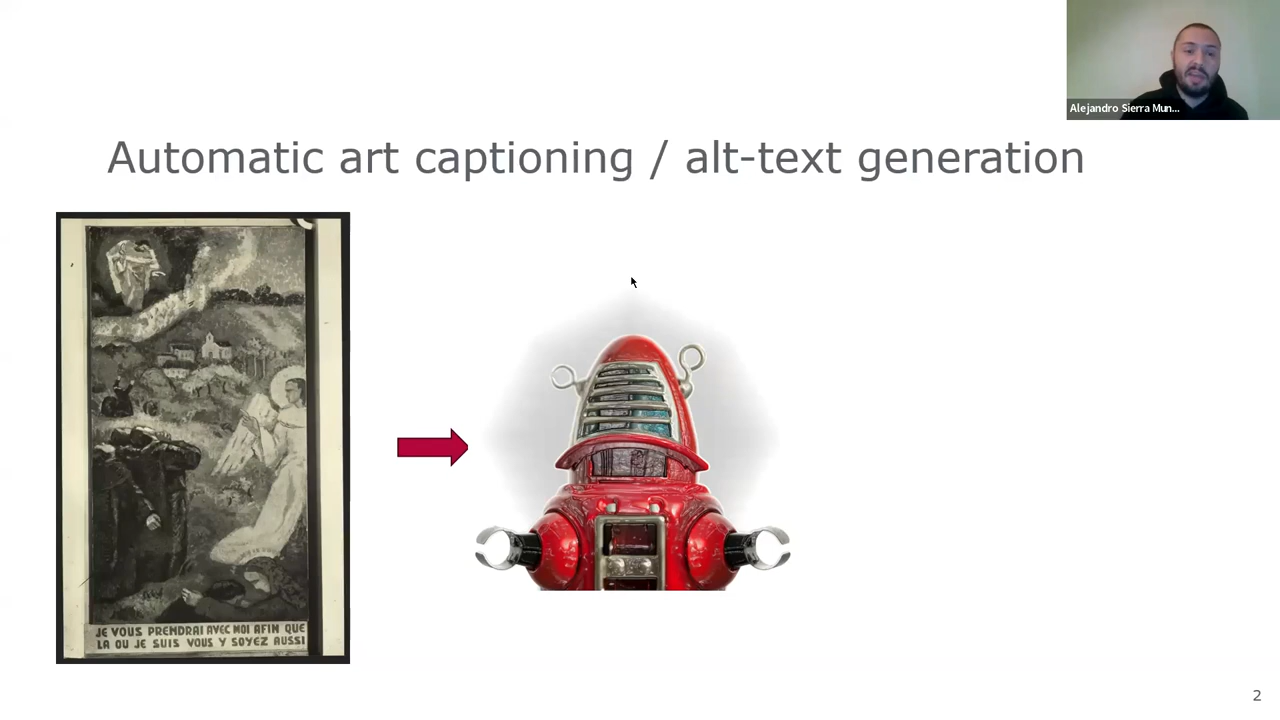 Alejandro Sierra Mun...
Automatic art captioning / alt-text generation
JE VOUS PRENDRAI AVEC MOI AFIN QUE
LA OU JE SUIS VOUS Y SOYEZ AUSSI
2